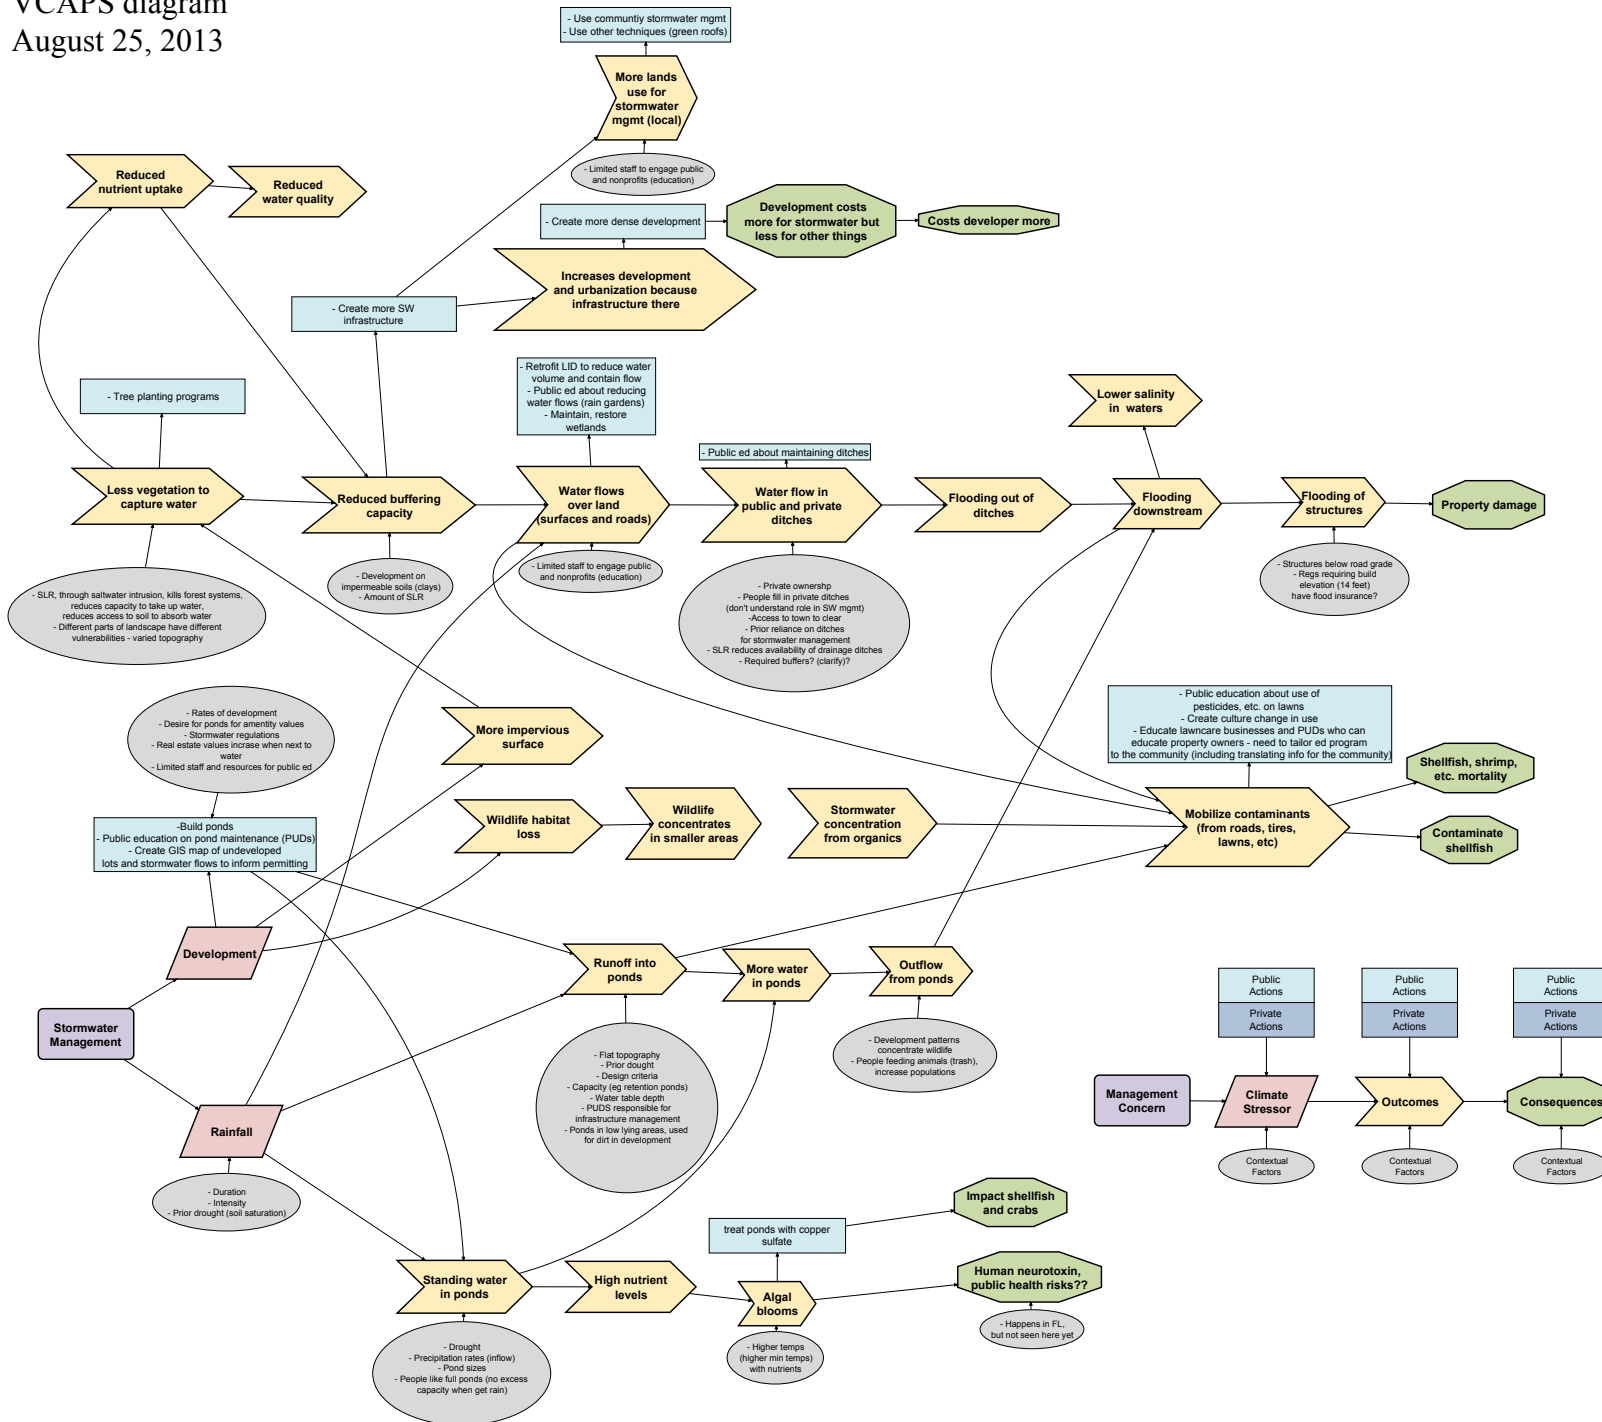 VCAPS diagram
August 25, 2013
- Use communtiy stormwater mgmt
- Use other techniques (green roofs)
More lands
use for
stormwater
mgmt (local)
- Limited staff to engage public
and nonprofits (education)
Reduced
nutrient uptake
Reduced
water quality
- Create more dense development
Development costs
more for stormwater but
less for other things
Costs developer more
Increases development
and urbanization because
infrastructure there
- Create more SW
infrastructure
- Tree planting programs
- Retrofit LID to reduce water
volume and contain flow
- Public ed about reducing
water flows (rain gardens)
- Maintain, restore
wetlands
- Public ed about maintaining ditches
Lower salinity
in waters
Less vegetation to
capture water
Reduced buffering
capacity
Water flows
over land
(surfaces and roads)
Water flow in
public and private
ditches
Flooding out of
ditches
Flooding
downstream
Flooding of
structures
Property damage
- SLR, through saltwater intrusion, kills forest systems,
reduces capacity to take up water,
reduces access to soil to absorb water
- Different parts of landscape have different
vulnerabilities - varied topography
- Development on
impermeable soils (clays)
- Amount of SLR
- Limited staff to engage public
and nonprofits (education)
- Private ownershp
- People fill in private ditches
(don't understand role in SW mgmt)
-Access to town to clear
- Prior reliance on ditches
for stormwater management
- SLR reduces availability of drainage ditches
- Required buffers? (clarify)?
- Structures below road grade
- Regs requiring build
elevation (14 feet)
have flood insurance?
- Rates of development
- Desire for ponds for amentity values
- Stormwater regulations
- Real estate values incrase when next to
water
- Limited staff and resources for public ed
More impervious
surface
- Public education about use of
pesticides, etc. on lawns
- Create culture change in use
- Educate lawncare businesses and PUDs who can
educate property owners - need to tailor ed program
to the community (including translating info for the community)
Shellfish, shrimp,
etc. mortality
-Build ponds
- Public education on pond maintenance (PUDs)
- Create GIS map of undeveloped
lots and stormwater flows to inform permitting
Wildlife habitat
loss
Wildlife
concentrates
in smaller areas
Stormwater
concentration
from organics
Mobilize contaminants
(from roads, tires,
lawns, etc)
Contaminate
shellfish
Development
Runoff into
ponds
More water
in ponds
Outflow
from ponds
Stormwater
Management
- Flat topography
- Prior dought
- Design criteria
- Capacity (eg retention ponds)
- Water table depth
- PUDS responsible for
infrastructure management
- Ponds in low lying areas, used
for dirt in development
- Development patterns
concentrate wildlife
- People feeding animals (trash),
increase populations
Public
Actions
Private
Actions
Public
Actions
Private
Actions
Public
Actions
Private
Actions
Management
Concern
Climate
Stressor
Outcomes
Consequences
Contextual
Factors
Contextual
Factors
Contextual
Factors
Rainfall
- Duration
- Intensity
- Prior drought (soil saturation)
Impact shellfish
and crabs
treat ponds with copper
sulfate
Standing water
in ponds
High nutrient
levels
Algal
blooms
Human neurotoxin,
public health risks??
- Happens in FL,
but not seen here yet
- Higher temps
(higher min temps)
with nutrients
- Drought
- Precipitation rates (inflow)
- Pond sizes
- People like full ponds (no excess
capacity when get rain)